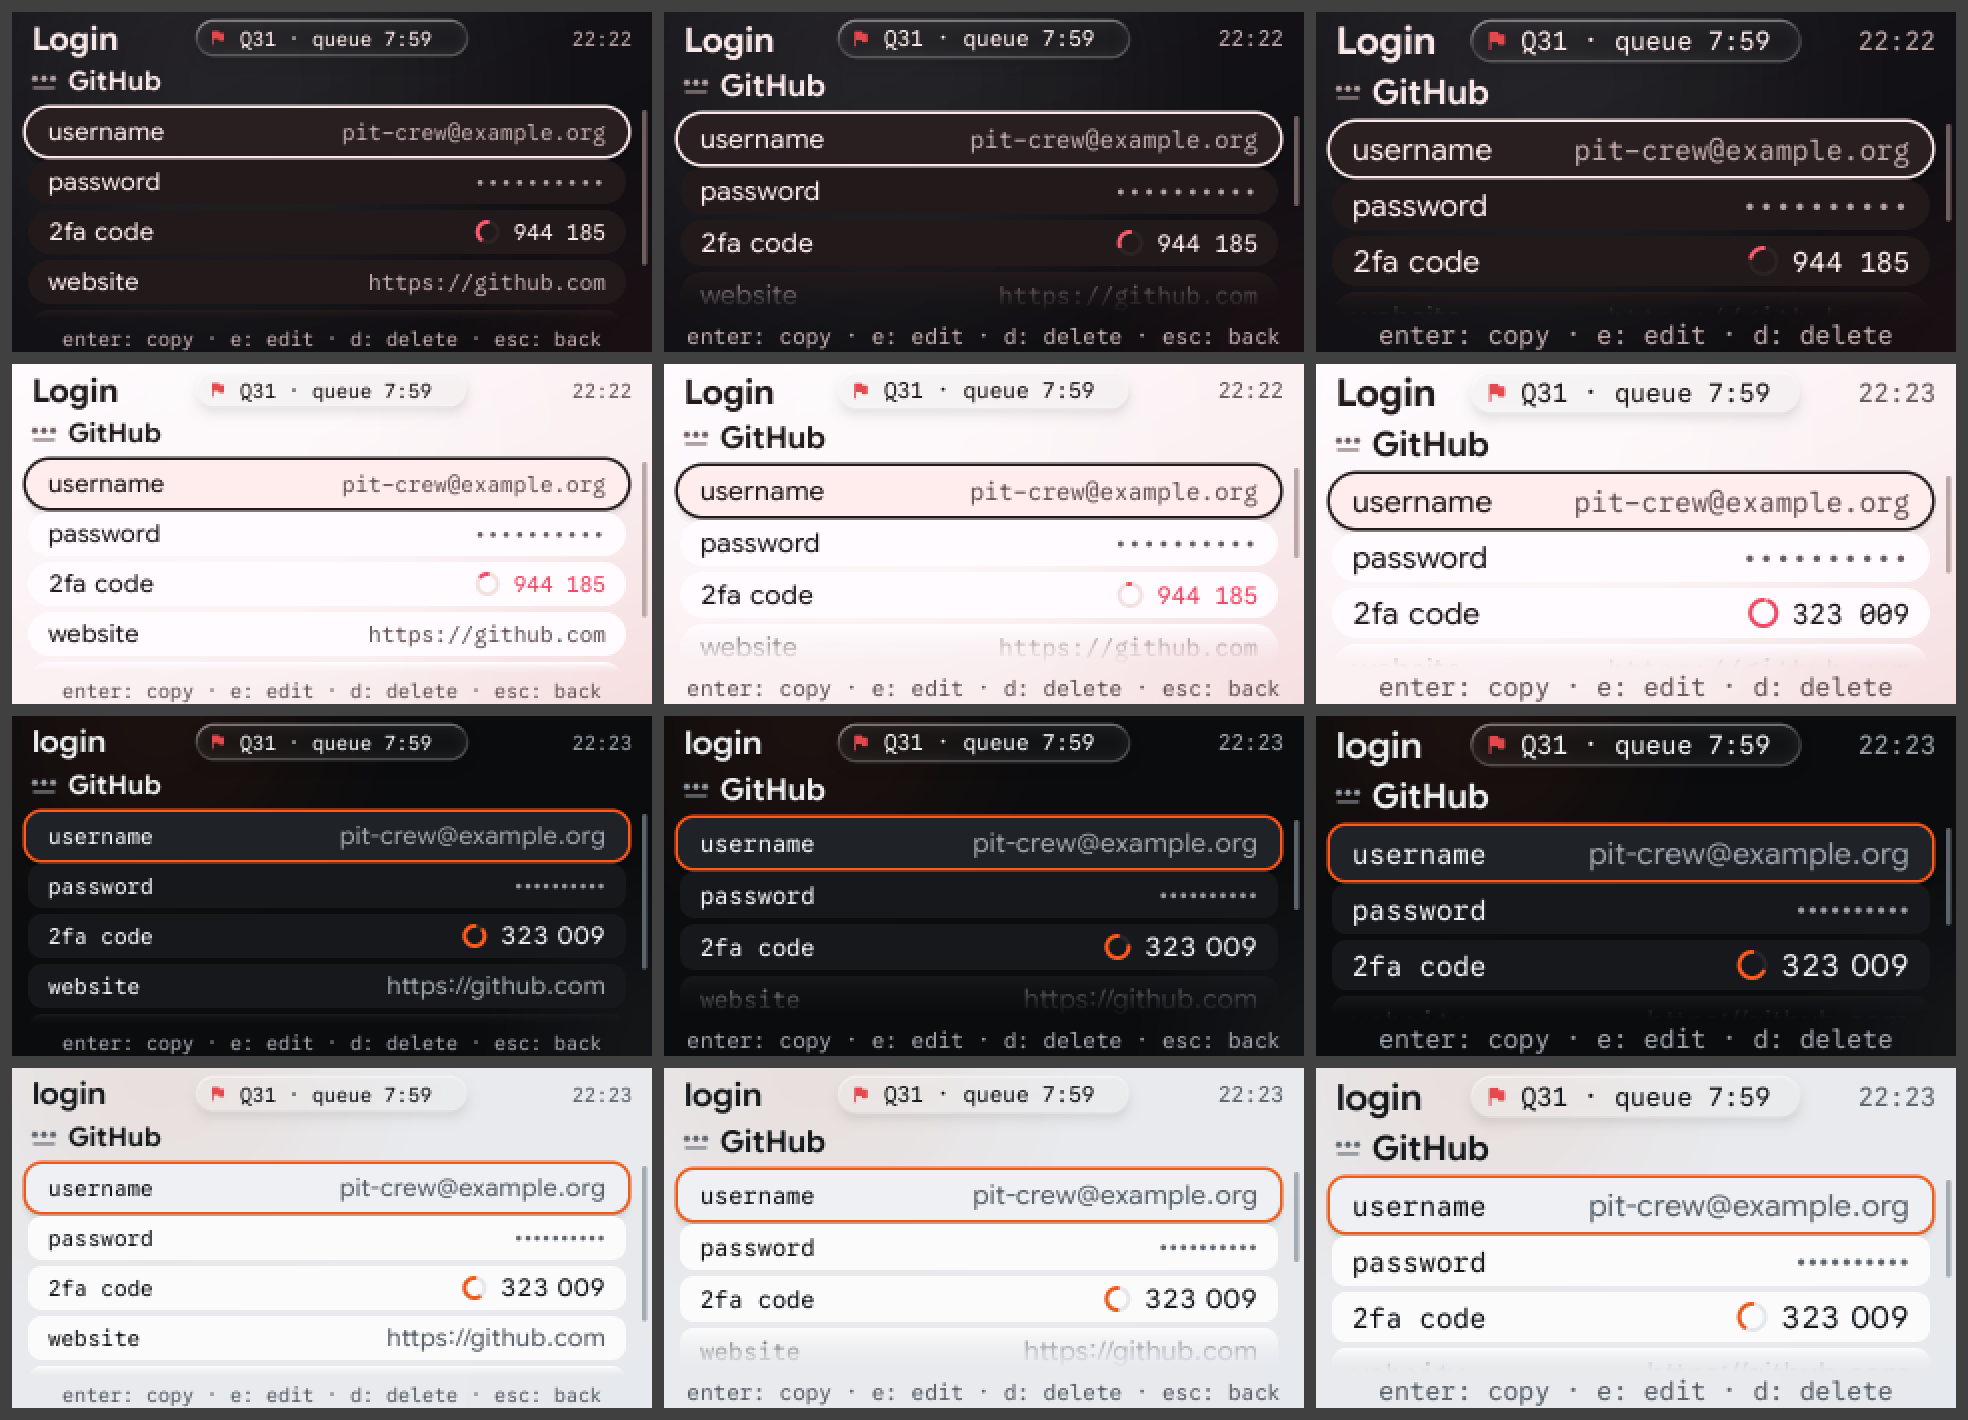 Login Q31 · queue 7:59 22:22
GitHub
username pit-crew@example.org
password ••••••••••
2fa code 944 185
website https://github.com
enter: copy · e: edit · d: delete · esc: back
Login Q31 · queue 7:59 22:22
GitHub
username pit-crew@example.org
password ••••••••••
2fa code 944 185
website https://github.com
enter: copy · e: edit · d: delete · esc: back
Login Q31 · queue 7:59 22:22
GitHub
username pit-crew@example.org
password ••••••••••
2fa code 944 185
enter: copy · e: edit · d: delete
Login Q31 · queue 7:59 22:22
GitHub
username pit-crew@example.org
password ••••••••••
2fa code 944 185
website https://github.com
enter: copy · e: edit · d: delete · esc: back
Login Q31 · queue 7:59 22:22
GitHub
username pit-crew@example.org
password ••••••••••
2fa code 944 185
website https://github.com
enter: copy · e: edit · d: delete · esc: back
Login Q31 · queue 7:59 22:23
GitHub
username pit-crew@example.org
password ••••••••••
2fa code 323 009
enter: copy · e: edit · d: delete
login Q31 · queue 7:59 22:23
GitHub
username pit-crew@example.org
password ••••••••••
2fa code 323 009
website https://github.com
enter: copy · e: edit · d: delete · esc: back
login Q31 · queue 7:59 22:23
GitHub
username pit-crew@example.org
password ••••••••••
2fa code 323 009
website https://github.com
enter: copy · e: edit · d: delete · esc: back
login Q31 · queue 7:59 22:23
GitHub
username pit-crew@example.org
password ••••••••••
2fa code 323 009
enter: copy · e: edit · d: delete
login Q31 · queue 7:59 22:23
GitHub
username pit-crew@example.org
password ••••••••••
2fa code 323 009
website https://github.com
enter: copy · e: edit · d: delete · esc: back
login Q31 · queue 7:59 22:23
GitHub
username pit-crew@example.org
password ••••••••••
2fa code 323 009
website https://github.com
enter: copy · e: edit · d: delete · esc: back
login Q31 · queue 7:59 22:23
GitHub
username pit-crew@example.org
password ••••••••••
2fa code 323 009
enter: copy · e: edit · d: delete